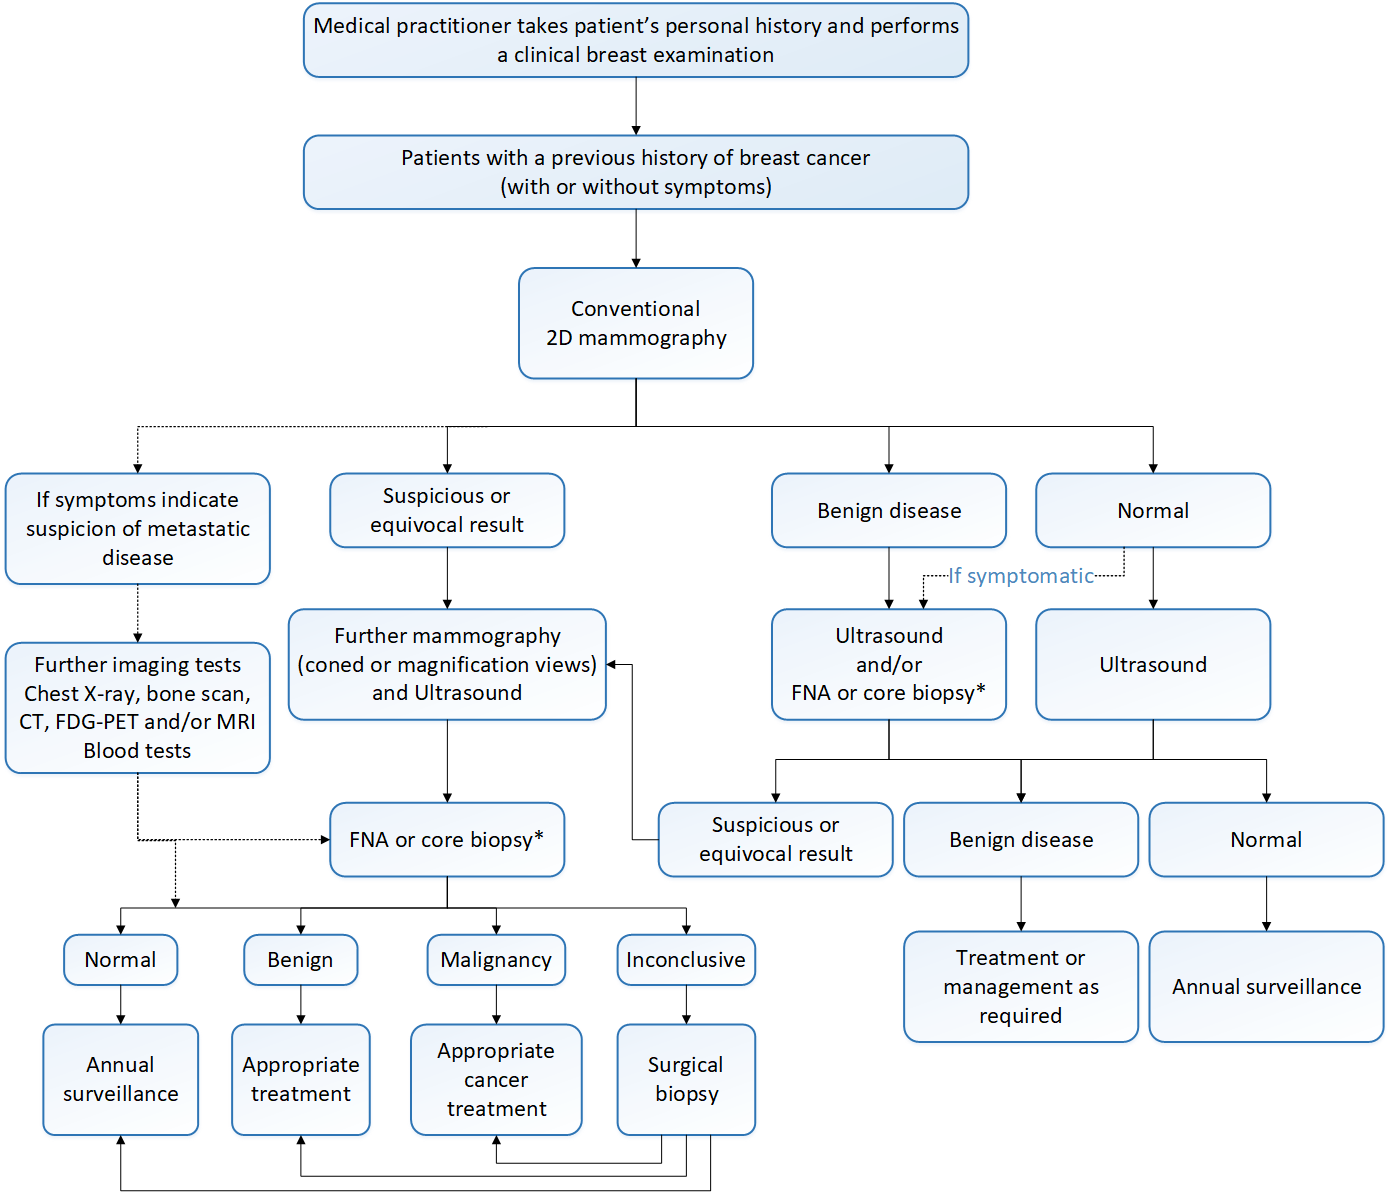 Medical practitioner takes patient’s personal history and performs
a clinical breast examination
Patients with a previous history of breast cancer
(with or without symptoms)
Conventional
2D mammography
If symptoms indicate
suspicion of metastatic
disease
Suspicious or
equivocal result
Benign disease
Normal
If symptomatic
Further imaging tests
Chest X-ray, bone scan,
CT, FDG-PET and/or MRI
Blood tests
Further mammography
(coned or magnification views)
and Ultrasound
Ultrasound
and/or
FNA or core biopsy*
Ultrasound
FNA or core biopsy*
Suspicious or
equivocal result
Benign disease
Normal
Normal
Benign
Malignancy
Inconclusive
Treatment or
management as
required
Annual surveillance
Annual
surveillance
Appropriate
treatment
Appropriate
cancer
treatment
Surgical
biopsy